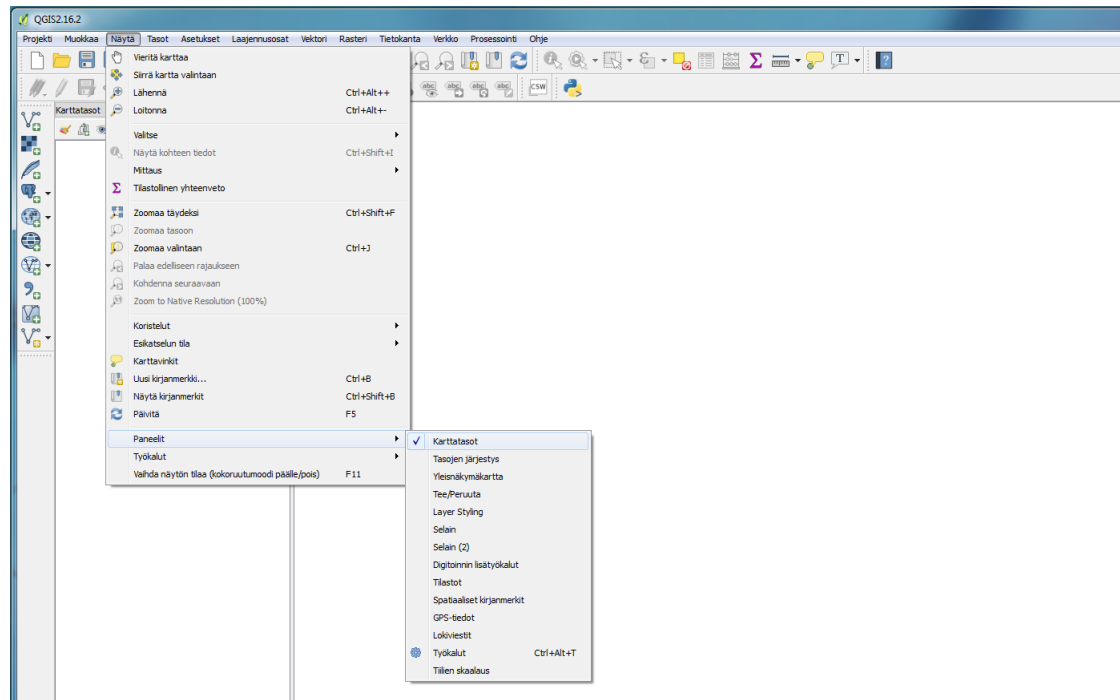 QGIS2.16.2
Projekti Muokkaa Näytä Tasot Asetukset Laajennusosat Vektori Rasteri Tietokanta Verkko Prosessointi Ohje
Karttatasot
abc abc abc abc CSW
Vieritä karttaa
Siirrä kartta valintaan
Lähennä Ctrl+Alt++
Loitonna Ctrl+Alt+-
Valitse
Näytä kohteen tiedot Ctrl+Shift+I
Mittaus
Σ Tilastollinen yhteenveto
Zoomaa täydeksi Ctrl+Shift+F
Zoomaa tasoon
Zoomaa valintaan Ctrl+J
Palaa edelliseen rajaukseen
Kohdenna seuraavaan
Zoom to Native Resolution (100%)
Koristelut
Esikatselun tila
Karttavinkit
Uusi kirjanmerkki... Ctrl+B
Näytä kirjanmerkit Ctrl+Shift+B
Päivitä F5
Paneelit
Työkalut
Vaihda näytön tilaa (kokoruutumoodi päälle/pois) F11
Karttatasot
Tasojen järjestys
Yleisnäkymäkartta
Tee/Peruuta
Layer Styling
Selain
Selain (2)
Digitoinnin lisätyökalut
Tilastot
Spatiaaliset kirjanmerkit
GPS-tiedot
Lokiviestit
Työkalut Ctrl+Alt+T
Tiilien skaalaus